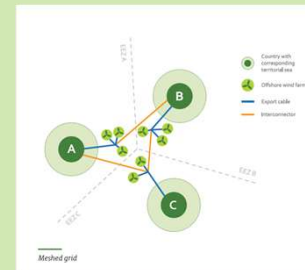 EEZ A
Country with
corresponding
territorial sea
B
Offshore wind farm
Export cable
A
Interconnector
EEZ B
EEZ C
C
Meshed grid